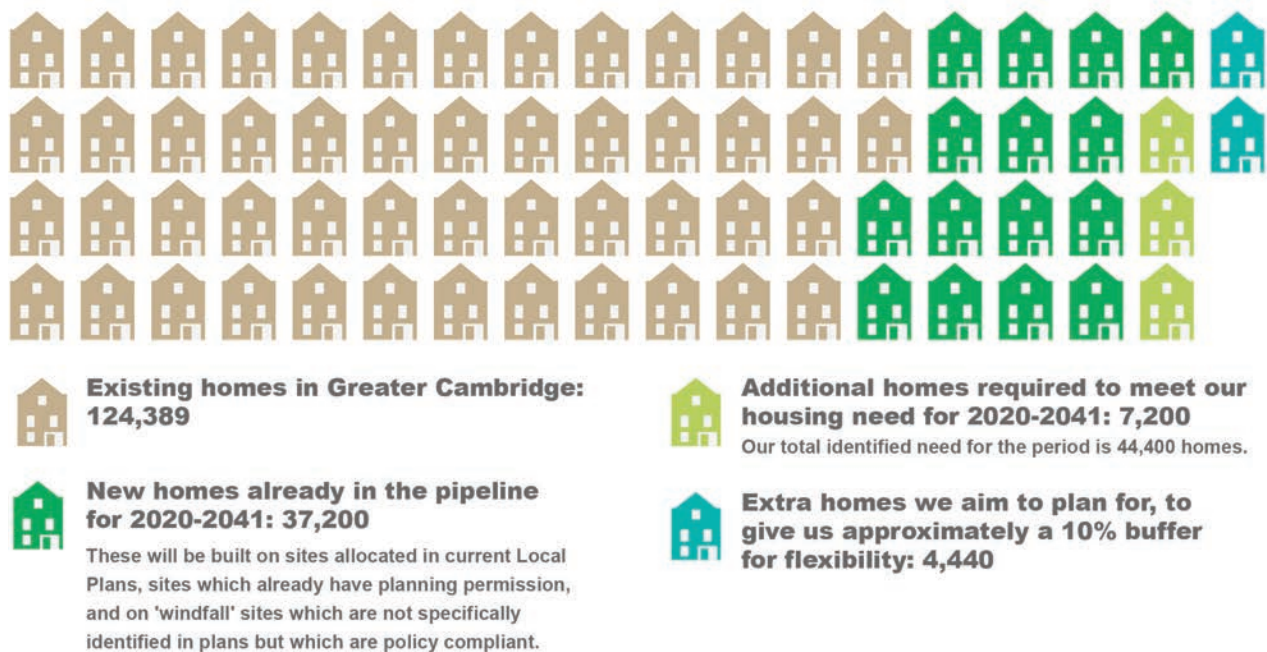 Existing homes in Greater Cambridge:
124,389
New homes already in the pipeline
for 2020-2041: 37,200
These will be built on sites allocated in current Local
Plans, sites which already have planning permission,
and on 'windfall' sites which are not specifically
identified in plans but which are policy compliant.
Additional homes required to meet our
housing need for 2020-2041: 7,200
Our total identified need for the period is 44,400 homes.
Extra homes we aim to plan for, to
give us approximately a 10% buffer
for flexibility: 4,440